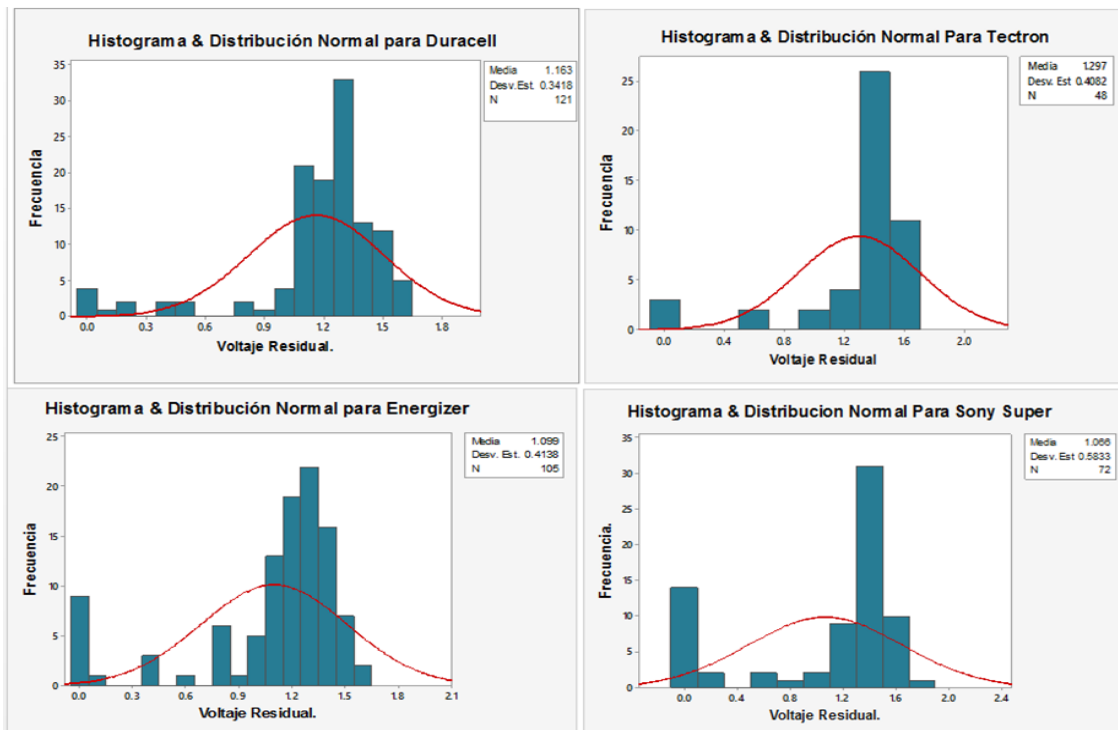 Histograma & Distribución Normal para Duracell
Media 1.163
Desv.Est. 0.3418
N 121
35
30
25
20
15
10
5
0
Frecuencia
0.0 0.3 0.6 0.9 1.2 1.5 1.8
Voltaje Residual.
Histograma & Distribución Normal Para Tectron
Media 1.297
Desv.Est 0.4082
N 48
25
20
15
10
5
0
Frecuencia
0.0 0.4 0.8 1.2 1.6 2.0
Voltaje Residual
Histograma & Distribución Normal para Energizer
Media 1.099
Desv. Est. 0.4138
N 105
25
20
15
10
5
0
Frecuencia
0.0 0.3 0.6 0.9 1.2 1.5 1.8 2.1
Voltaje Residual.
Histograma & Distribucion Normal Para Sony Super
Media 1.066
Desv. Est 0.5833
N 72
35
30
25
20
15
10
5
0
Frecuencia.
0.0 0.4 0.8 1.2 1.6 2.0 2.4
Voltaje Residual.